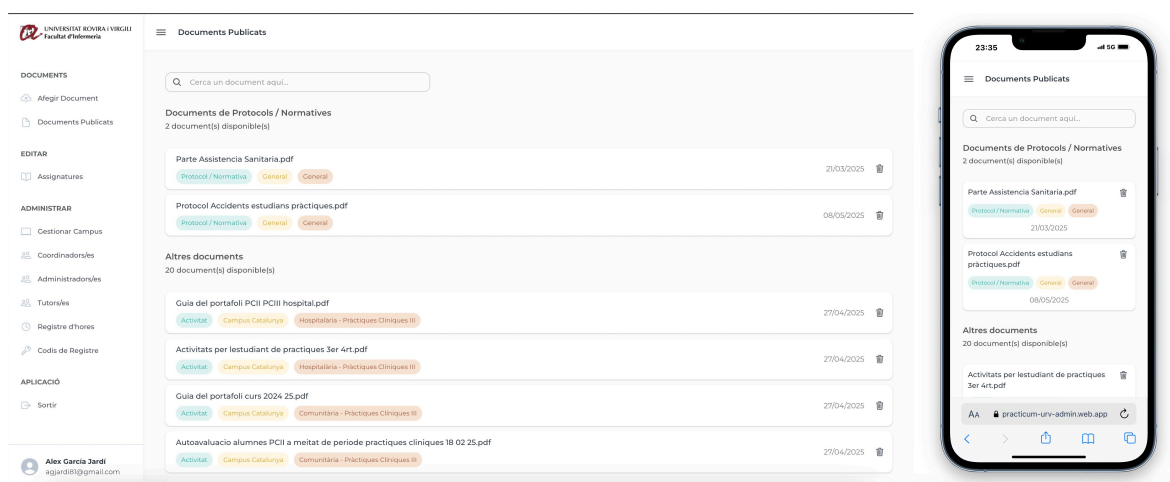 UNIVERSITAT ROVIRA i VIRGILI
Facultat d'Infermeria
DOCUMENTS
Afegir Document
Documents Publicats
EDITAR
Assignatures
ADMINISTRAR
Gestionar Campus
Coordinadors/es
Administradors/es
Tutors/es
Registre d'hores
Codis de Registre
APLICACIÓ
Sortir
Alex García Jardí
agjardi81@gmail.com
Documents Publicats
Cerca un document aquí...
Documents de Protocols / Normatives
2 document(s) disponible(s)
Parte Assistencia Sanitaria.pdf
Protocol / Normativa General General
21/03/2025
Protocol Accidents estudians pràctiques.pdf
Protocol / Normativa General General
08/05/2025
Altres documents
20 document(s) disponible(s)
Guia del portafoli PCII PCIII hospital.pdf
Activitat Campus Catalunya Hospitalària - Pràctiques Clíniques III
27/04/2025
Activitats per lestudiant de practiques 3er 4rt.pdf
Activitat Campus Catalunya Hospitalària - Pràctiques Clíniques III
27/04/2025
Guia del portafoli curs 2024 25.pdf
Activitat Campus Catalunya Comunitària - Pràctiques Clíniques III
27/04/2025
Autoavaluacio alumnes PCII a meitat de periode practiques cliniques 18 02 25.pdf
Activitat Campus Catalunya Comunitària - Pràctiques Clíniques III
27/04/2025
23:35
5G
Documents Publicats
Cerca un document aquí...
Documents de Protocols / Normatives
2 document(s) disponible(s)
Parte Assistencia Sanitaria.pdf
Protocol / Normativa General General
21/03/2025
Protocol Accidents estudians
pràctiques.pdf
Protocol / Normativa General General
08/05/2025
Altres documents
20 document(s) disponible(s)
Activitats per lestudiant de practiques
3er 4rt.pdf
AA practicum-urv-admin.web.app